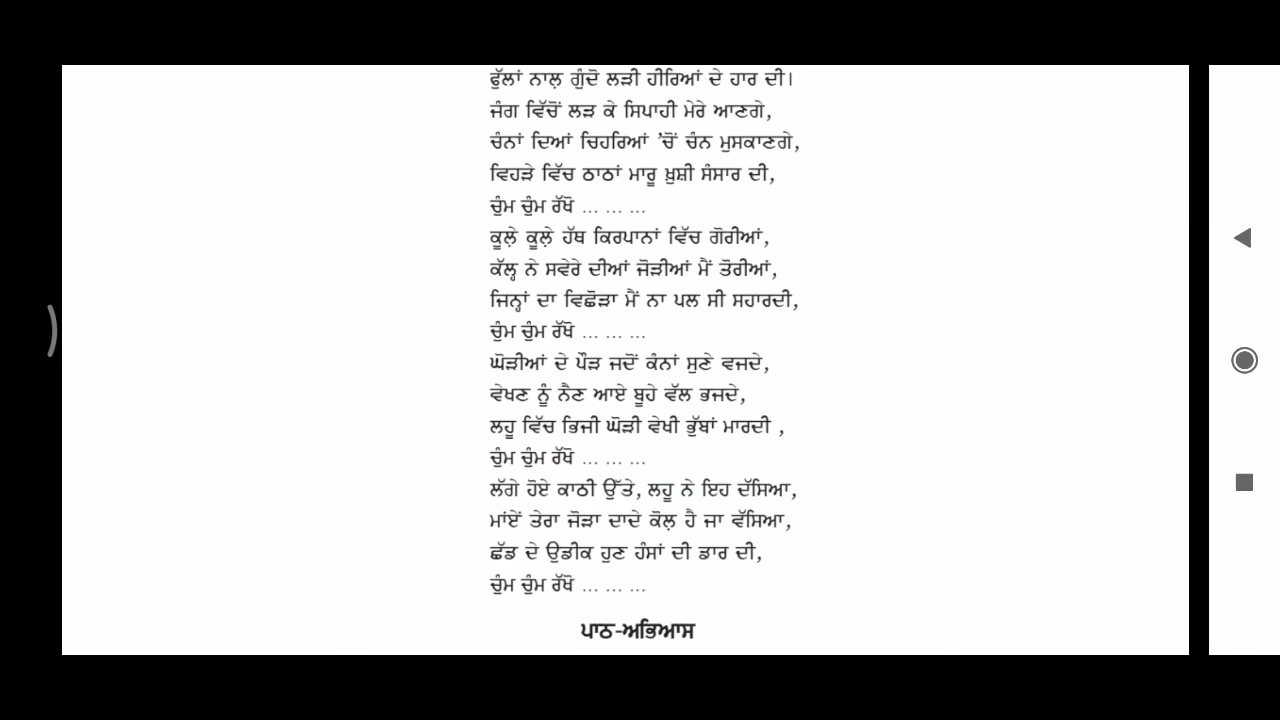 ਫੁੱਲਾਂ ਨਾਲ਼ ਗੁੰਦੋ ਲੜੀ ਹੀਰਿਆਂ ਦੇ ਹਾਰ ਦੀ।
ਜੰਗ ਵਿੱਚੋਂ ਲੜ ਕੇ ਸਿਪਾਹੀ ਮੇਰੇ ਆਣਗੇ,
ਚੰਨਾਂ ਦਿਆਂ ਚਿਹਰਿਆਂ ’ਚੋਂ ਚੰਨ ਮੁਸਕਾਣਗੇ,
ਵਿਹੜੇ ਵਿੱਚ ਠਾਠਾਂ ਮਾਰੂ ਖ਼ੁਸ਼ੀ ਸੰਸਾਰ ਦੀ,
ਚੁੰਮ ਚੁੰਮ ਰੱਖੋ ... ... ...
ਕੂਲ਼ੇ ਕੂਲ਼ੇ ਹੱਥ ਕਿਰਪਾਨਾਂ ਵਿੱਚ ਗੋਰੀਆਂ,
ਕੱਲ੍ਹ ਨੇ ਸਵੇਰੇ ਦੀਆਂ ਜੋੜੀਆਂ ਮੈਂ ਤੋਰੀਆਂ,
ਜਿਨ੍ਹਾਂ ਦਾ ਵਿਛੋੜਾ ਮੈਂ ਨਾ ਪਲ ਸੀ ਸਹਾਰਦੀ,
ਚੁੰਮ ਚੁੰਮ ਰੱਖੋ ... ... ...
ਘੋੜੀਆਂ ਦੇ ਪੌੜ ਜਦੋਂ ਕੰਨਾਂ ਸੁਣੇ ਵਜਦੇ,
ਵੇਖਣ ਨੂੰ ਨੈਣ ਆਏ ਬੂਹੇ ਵੱਲ ਭਜਦੇ,
ਲਹੂ ਵਿੱਚ ਭਿਜੀ ਘੋੜੀ ਵੇਖੀ ਭੁੱਬਾਂ ਮਾਰਦੀ ,
ਚੁੰਮ ਚੁੰਮ ਰੱਖੋ ... ... ...
ਲੱਗੇ ਹੋਏ ਕਾਠੀ ਉੱਤੇ, ਲਹੂ ਨੇ ਇਹ ਦੱਸਿਆ,
ਮਾਂਏਂ ਤੇਰਾ ਜੋੜਾ ਦਾਦੇ ਕੋਲ਼ ਹੈ ਜਾ ਵੱਸਿਆ,
ਛੱਡ ਦੇ ਉਡੀਕ ਹੁਣ ਹੰਸਾਂ ਦੀ ਡਾਰ ਦੀ,
ਚੁੰਮ ਚੁੰਮ ਰੱਖੋ ... ... ...
ਪਾਠ-ਅਭਿਆਸ